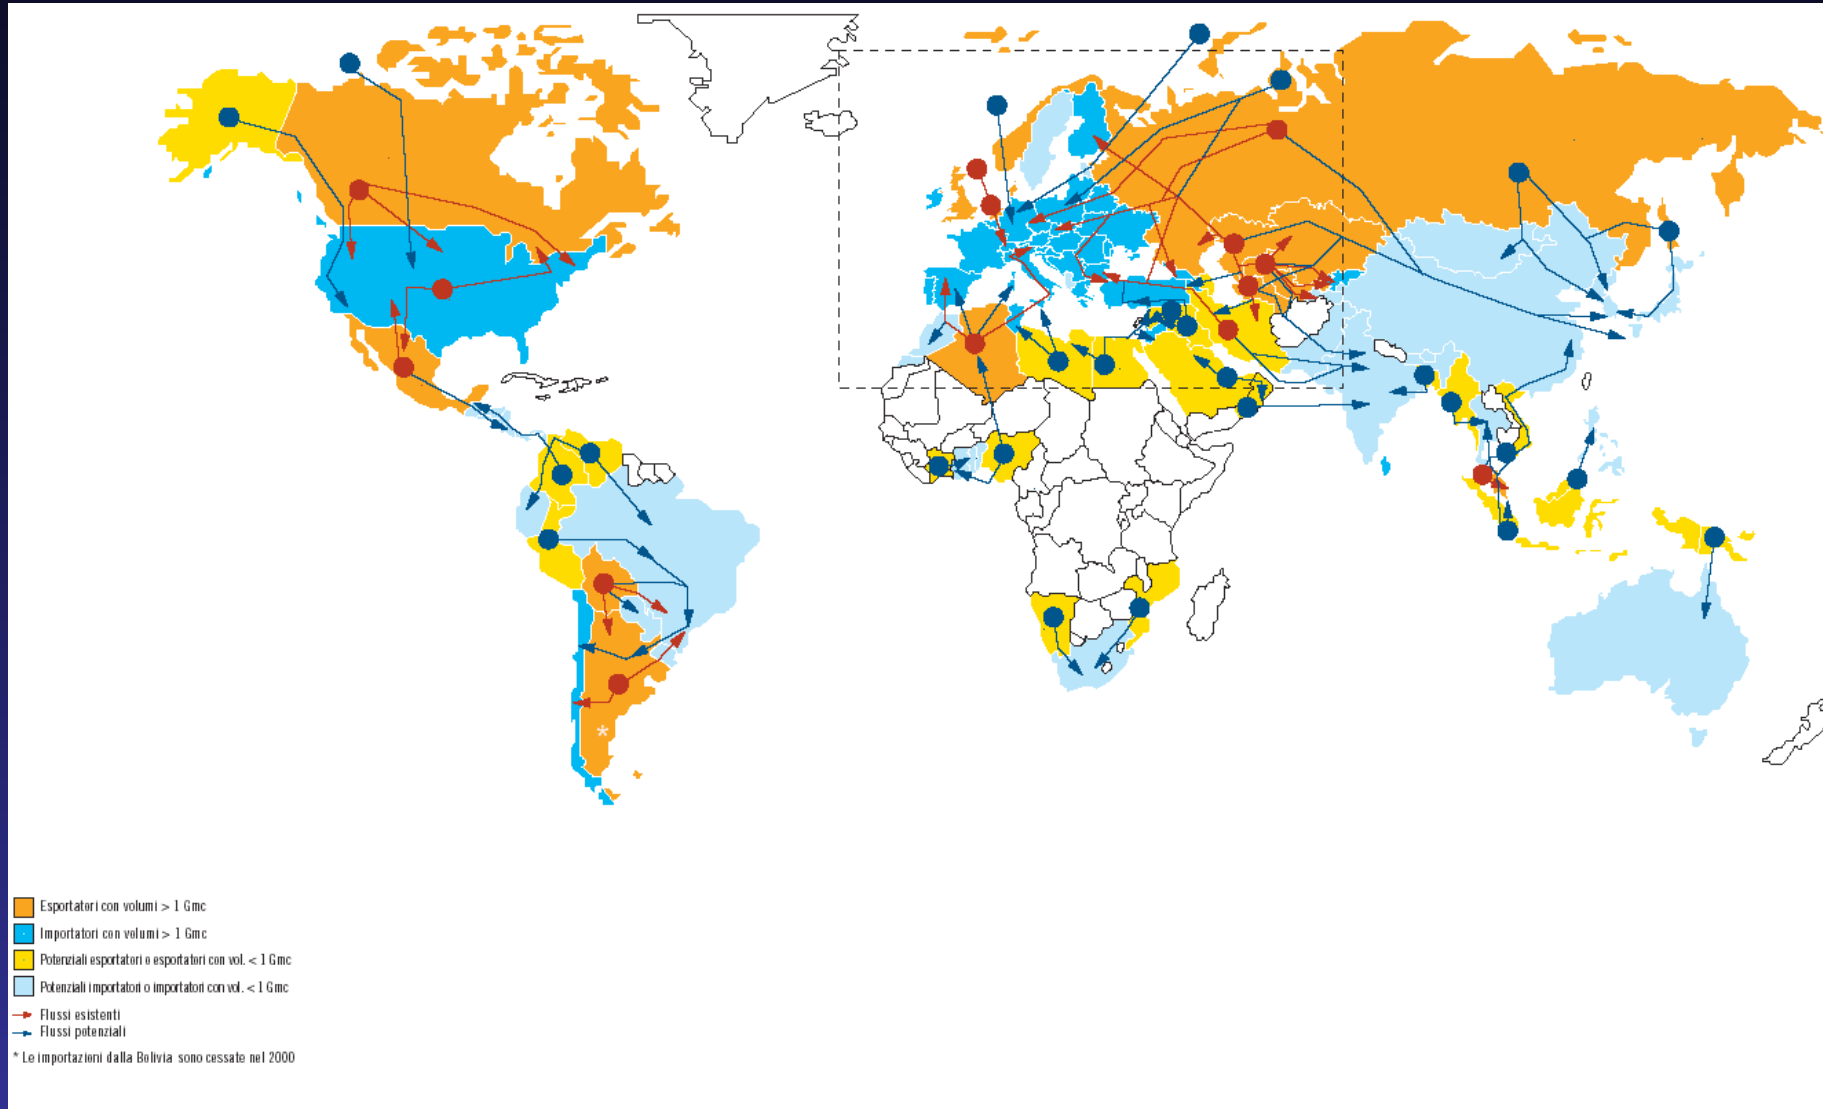 Esportatori con volumi > 1 Gmc
Importatori con volumi > 1 Gmc
Potenziali esportatori o esportatori con vol. < 1 Gmc
Potenziali importatori o importatori con vol. < 1 Gmc
Flussi esistenti
Flussi potenziali
*
* Le importazioni dalla Bolivia sono cessate nel 2000